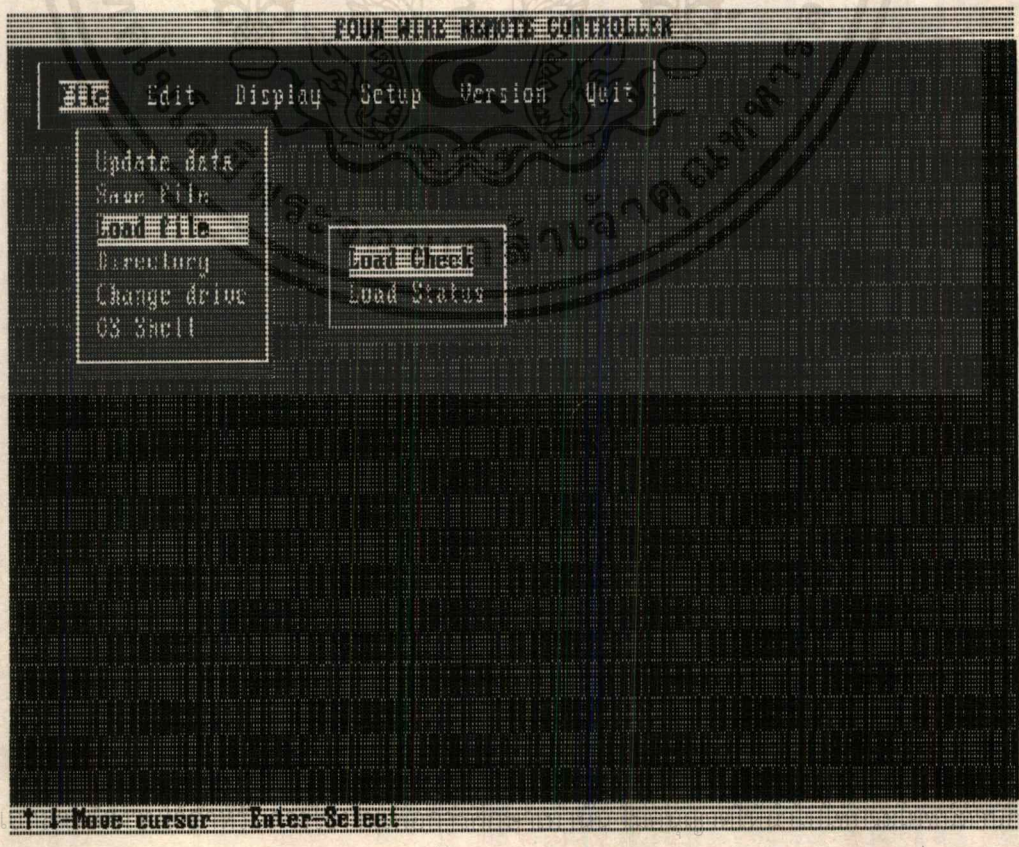 FOUR WIRE REMOTE CONTROLLER
File Edit Display Setup Version Quit
Update data
Save File
Load File
Directory
Change drive
OS Shell
Load Check
Load Status
↑ ↓-Move cursor Enter-Select